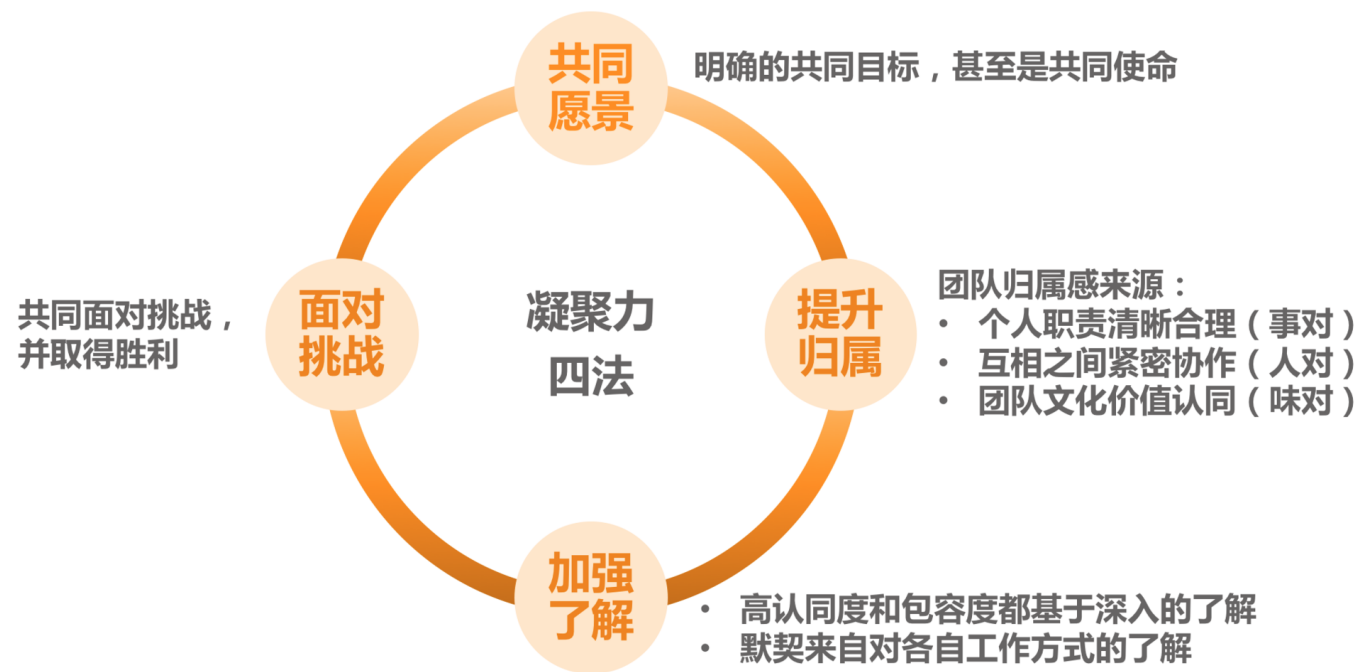 共同
愿景
明确的共同目标，甚至是共同使命
面对
挑战
共同面对挑战，
并取得胜利
凝聚力
四法
提升
归属
团队归属感来源：
• 个人职责清晰合理（事对）
• 互相之间紧密协作（人对）
• 团队文化价值认同（味对）
加强
了解
• 高认同度和包容度都基于深入的了解
• 默契来自对各自工作方式的了解